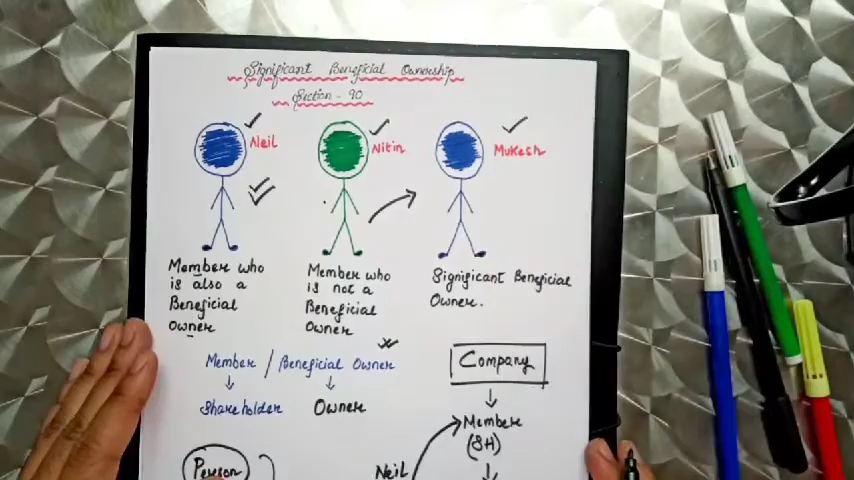 Significant Beneficial Ownership
Section - 90
Neil
Nitin
Mukesh
Member who
is also a
Beneficial
Owner
Member who
is not a
Beneficial
Owner
Significant Beneficial
Owner.
Member / Beneficial Owner
Shareholder
Owner
Company
Member
(SH)
Neil
Person